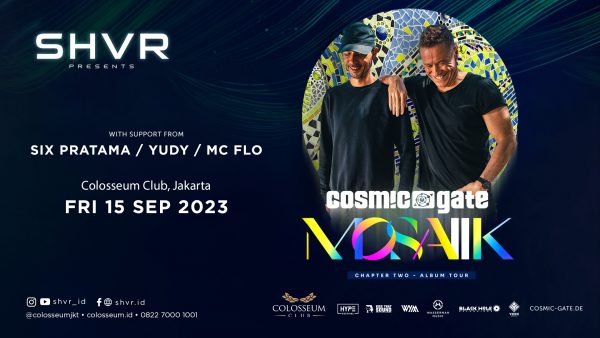 SHVR
PRESENTS
WITH SUPPORT FROM
SIX PRATAMA / YUDY / MC FLO
Colosseum Club, Jakarta
FRI 15 SEP 2023
cosmic gate
MOSAIIK
CHAPTER TWO - ALBUM TOUR
shvr_id shvr.id
@colosseumjkt • colosseum.id • 0822 7000 1001
COLOSSEUM
CLUB
HYPE
WYM
BLACK HOLE
COSMIC-GATE.DE